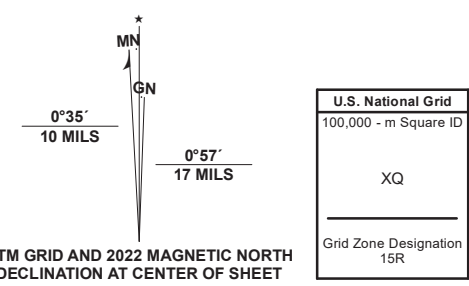 MN
GN
0°35´
10 MILS
0°57´
17 MILS
TM GRID AND 2022 MAGNETIC NORTH
DECLINATION AT CENTER OF SHEET
U.S. National Grid
100,000 - m Square ID
XQ
Grid Zone Designation
15R